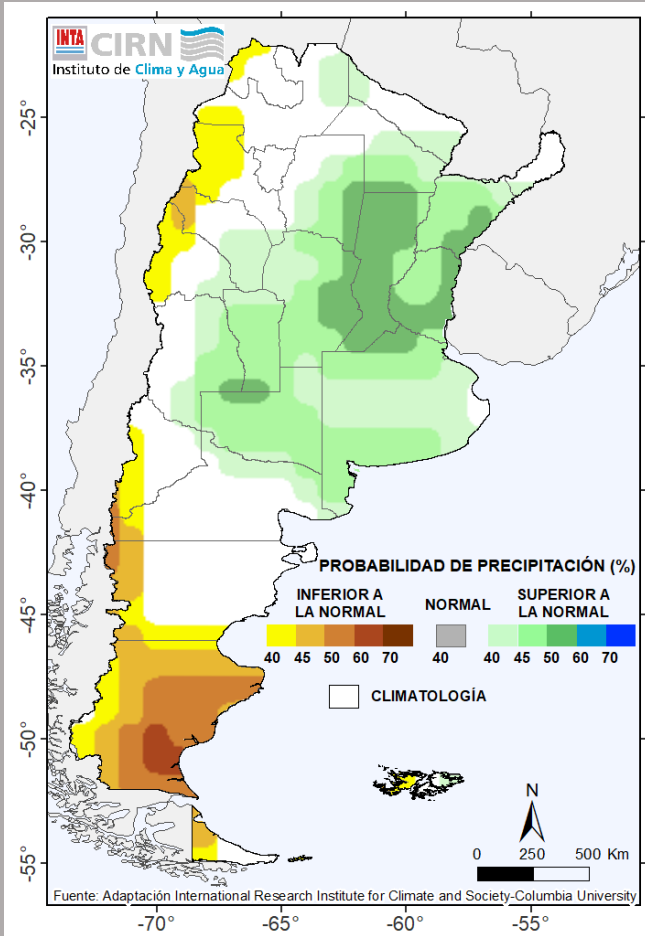 INTA CIRN
Instituto de Clima y Agua
25°
30°
35°
40°
45°
50°
55°
PROBABILIDAD DE PRECIPITACIÓN (%)
INFERIOR A
LA NORMAL
NORMAL
SUPERIOR A
LA NORMAL
40 45 50 60 70
40
40 45 50 60 70
CLIMATOLOGÍA
N
0 250 500 Km
Fuente: Adaptación International Research Institute for Climate and Society-Columbia University
-70° -65° -60° -55°